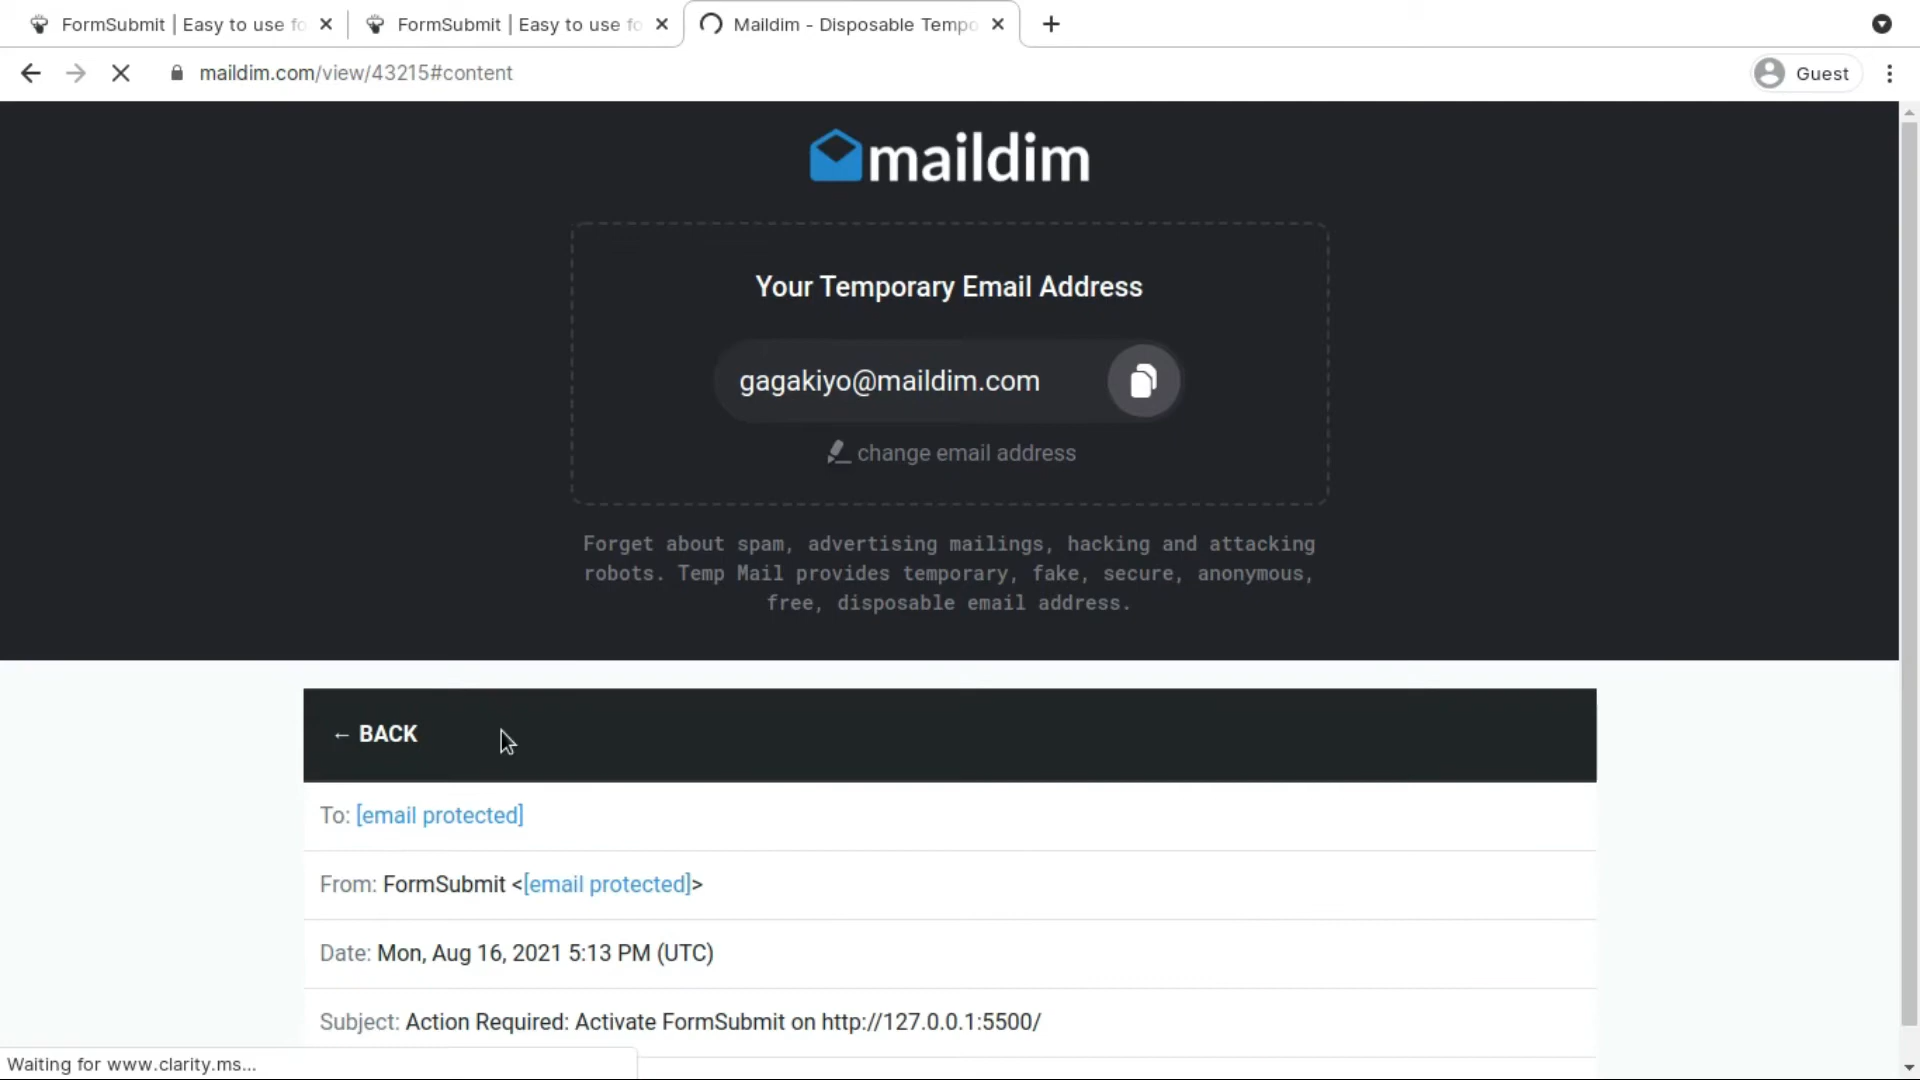 FormSubmit | Easy to use fo
FormSubmit | Easy to use fo
Maildim - Disposable Tempo
maildim.com/view/43215#content
Guest
maildim
Your Temporary Email Address
gagakiyo@maildim.com
change email address
Forget about spam, advertising mailings, hacking and attacking
robots. Temp Mail provides temporary, fake, secure, anonymous,
free, disposable email address.
← BACK
To: [email protected]
From: FormSubmit <[email protected]>
Date: Mon, Aug 16, 2021 5:13 PM (UTC)
Subject: Action Required: Activate FormSubmit on http://127.0.0.1:5500/
Waiting for www.clarity.ms...